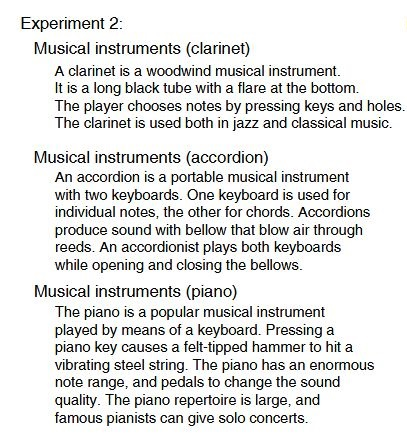 Experiment 2:
Musical instruments (clarinet)
A clarinet is a woodwind musical instrument.
It is a long black tube with a flare at the bottom.
The player chooses notes by pressing keys and holes.
The clarinet is used both in jazz and classical music.
Musical instruments (accordion)
An accordion is a portable musical instrument
with two keyboards. One keyboard is used for
individual notes, the other for chords. Accordions
produce sound with bellow that blow air through
reeds. An accordionist plays both keyboards
while opening and closing the bellows.
Musical instruments (piano)
The piano is a popular musical instrument
played by means of a keyboard. Pressing a
piano key causes a felt-tipped hammer to hit a
vibrating steel string. The piano has an enormous
note range, and pedals to change the sound
quality. The piano repertoire is large, and
famous pianists can give solo concerts.